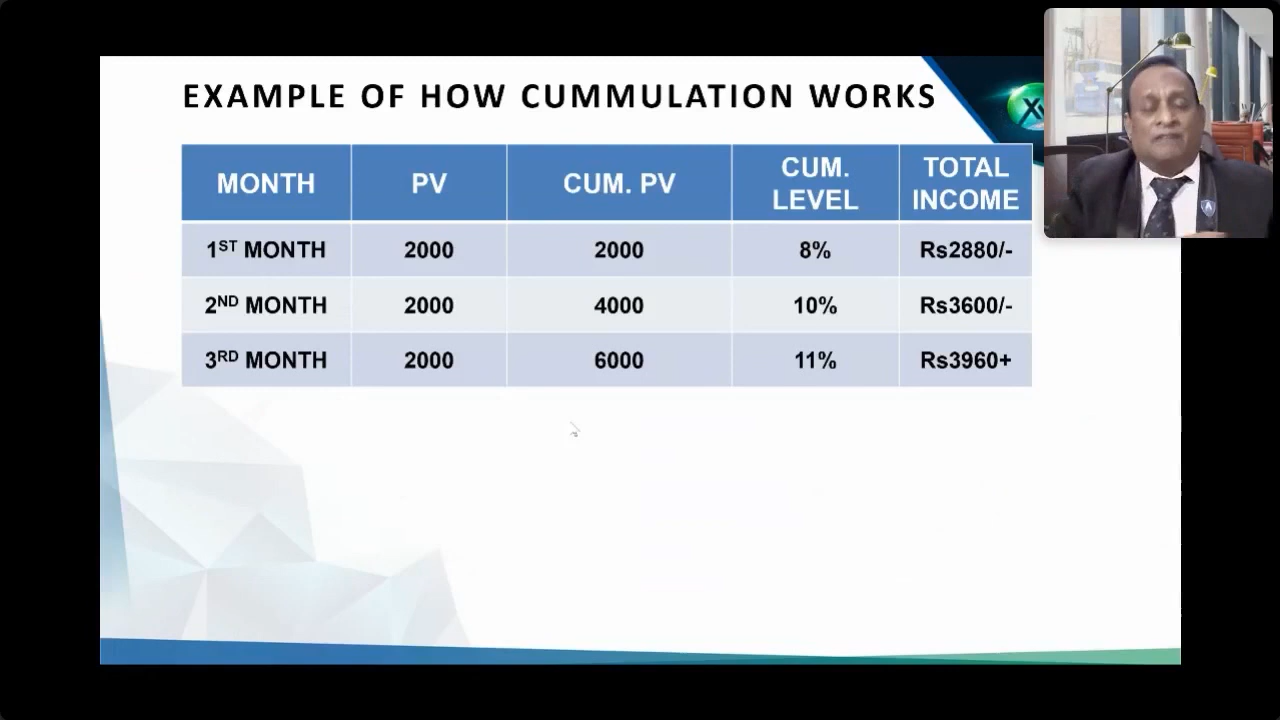 EXAMPLE OF HOW CUMMULATION WORKS
MONTH PV CUM. PV CUM. LEVEL TOTAL INCOME
1ST MONTH 2000 2000 8% Rs2880/-
2ND MONTH 2000 4000 10% Rs3600/-
3RD MONTH 2000 6000 11% Rs3960+